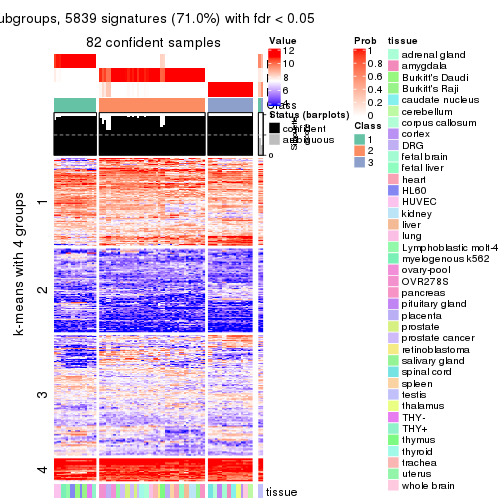 ubgroups, 5839 signatures (71.0%) with fdr < 0.05
82 confident samples
k-means with 4 groups
1
2
3
4
Value
12
10
8
6
4
Class
Status (barplots)
confident
ambiguous
0
tissue
Prob
1
0.8
0.6
0.4
0.2
0
Class
1
2
3
tissue
adrenal gland
amygdala
Burkitt's Daudi
Burkitt's Raji
caudate nucleus
cerebellum
corpus callosum
cortex
DRG
fetal brain
fetal liver
heart
HL60
HUVEC
kidney
liver
lung
Lymphoblastic molt-4
myelogenous k562
ovary-pool
OVR278S
pancreas
pituitary gland
placenta
prostate
prostate cancer
retinoblastoma
salivary gland
spinal cord
spleen
testis
thalamus
THY-
THY+
thymus
thyroid
trachea
uterus
whole brain